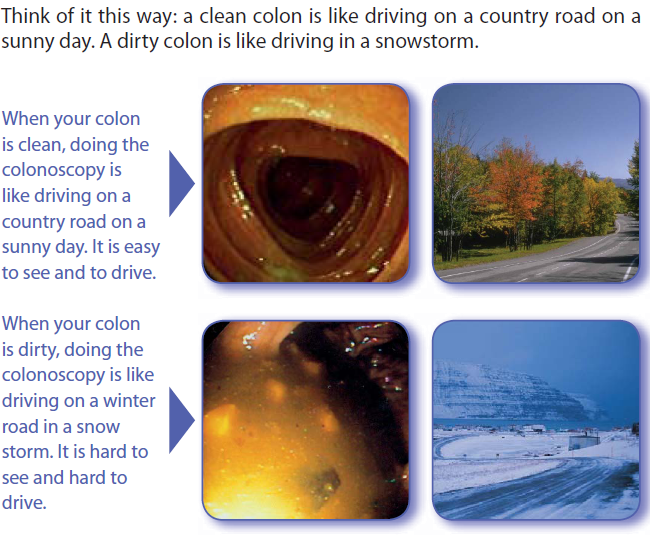 Think of it this way: a clean colon is like driving on a country road on a
sunny day. A dirty colon is like driving in a snowstorm.
When your colon
is clean, doing the
colonoscopy is
like driving on a
country road on a
sunny day. It is easy
to see and to drive.
When your colon
is dirty, doing the
colonoscopy is like
driving on a winter
road in a snow
storm. It is hard to
see and hard to
drive.